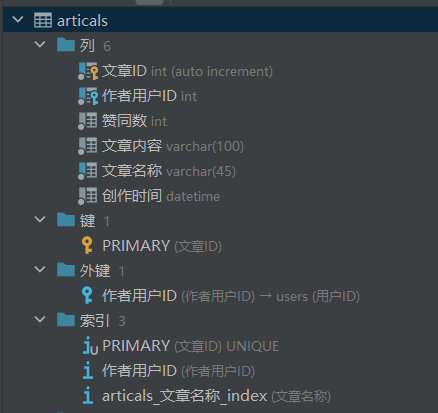 articals
列 6
文章ID int (auto increment)
作者用户ID int
赞同数 int
文章内容 varchar(100)
文章名称 varchar(45)
创作时间 datetime
键 1
PRIMARY (文章ID)
外键 1
作者用户ID (作者用户ID) → users (用户ID)
索引 3
PRIMARY (文章ID) UNIQUE
作者用户ID (作者用户ID)
articals_文章名称_index (文章名称)